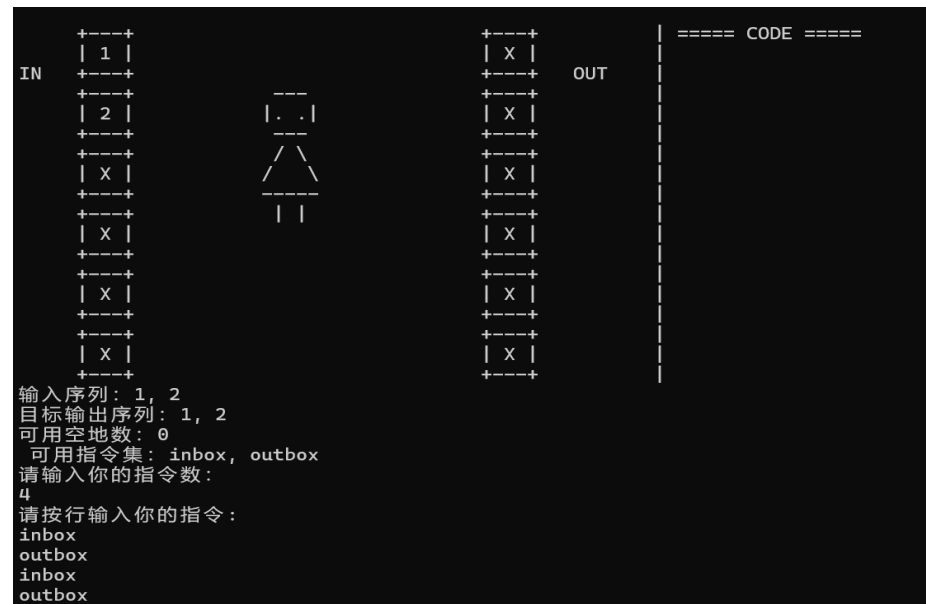 +---+                               +---+          | ===== CODE =====
     | 1 |                               | X |          |
IN   +---+                               +---+   OUT    |
     +---+            ---                +---+          |
     | 2 |           |. .|               | X |          |
     +---+            ---                +---+          |
     +---+            / \                +---+          |
     | X |           /   \               | X |          |
     +---+           -----               +---+          |
     +---+            | |                +---+          |
     | X |                               | X |          |
     +---+                               +---+          |
     +---+                               +---+          |
     | X |                               | X |          |
     +---+                               +---+          |
     +---+                               +---+          |
     | X |                               | X |          |
     +---+                               +---+          |
输入序列: 1, 2
目标输出序列: 1, 2
可用空地数: 0
 可用指令集: inbox, outbox
请输入你的指令数:
4
请按行输入你的指令:
inbox
outbox
inbox
outbox